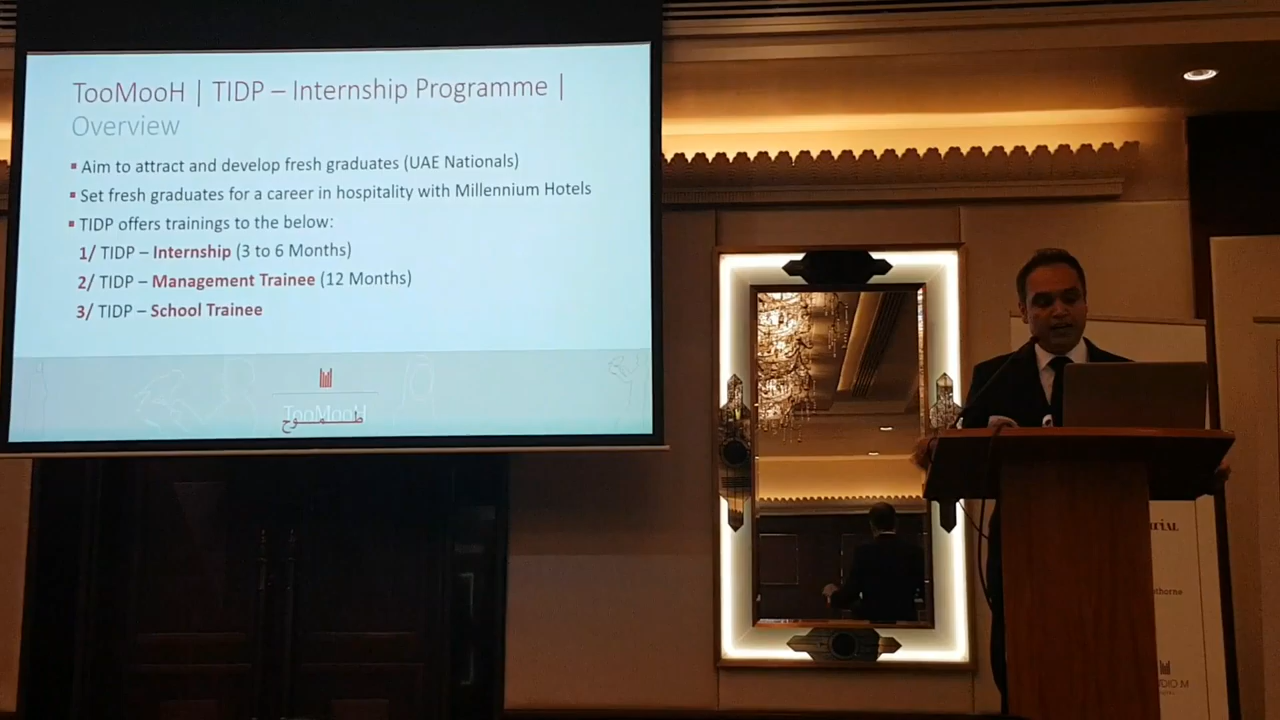 TooMooH | TIDP – Internship Programme |
Overview
▪ Aim to attract and develop fresh graduates (UAE Nationals)
▪ Set fresh graduates for a career in hospitality with Millennium Hotels
▪ TIDP offers trainings to the below:
1/ TIDP – Internship (3 to 6 Months)
2/ TIDP – Management Trainee (12 Months)
3/ TIDP – School Trainee
TooMooH
طموح